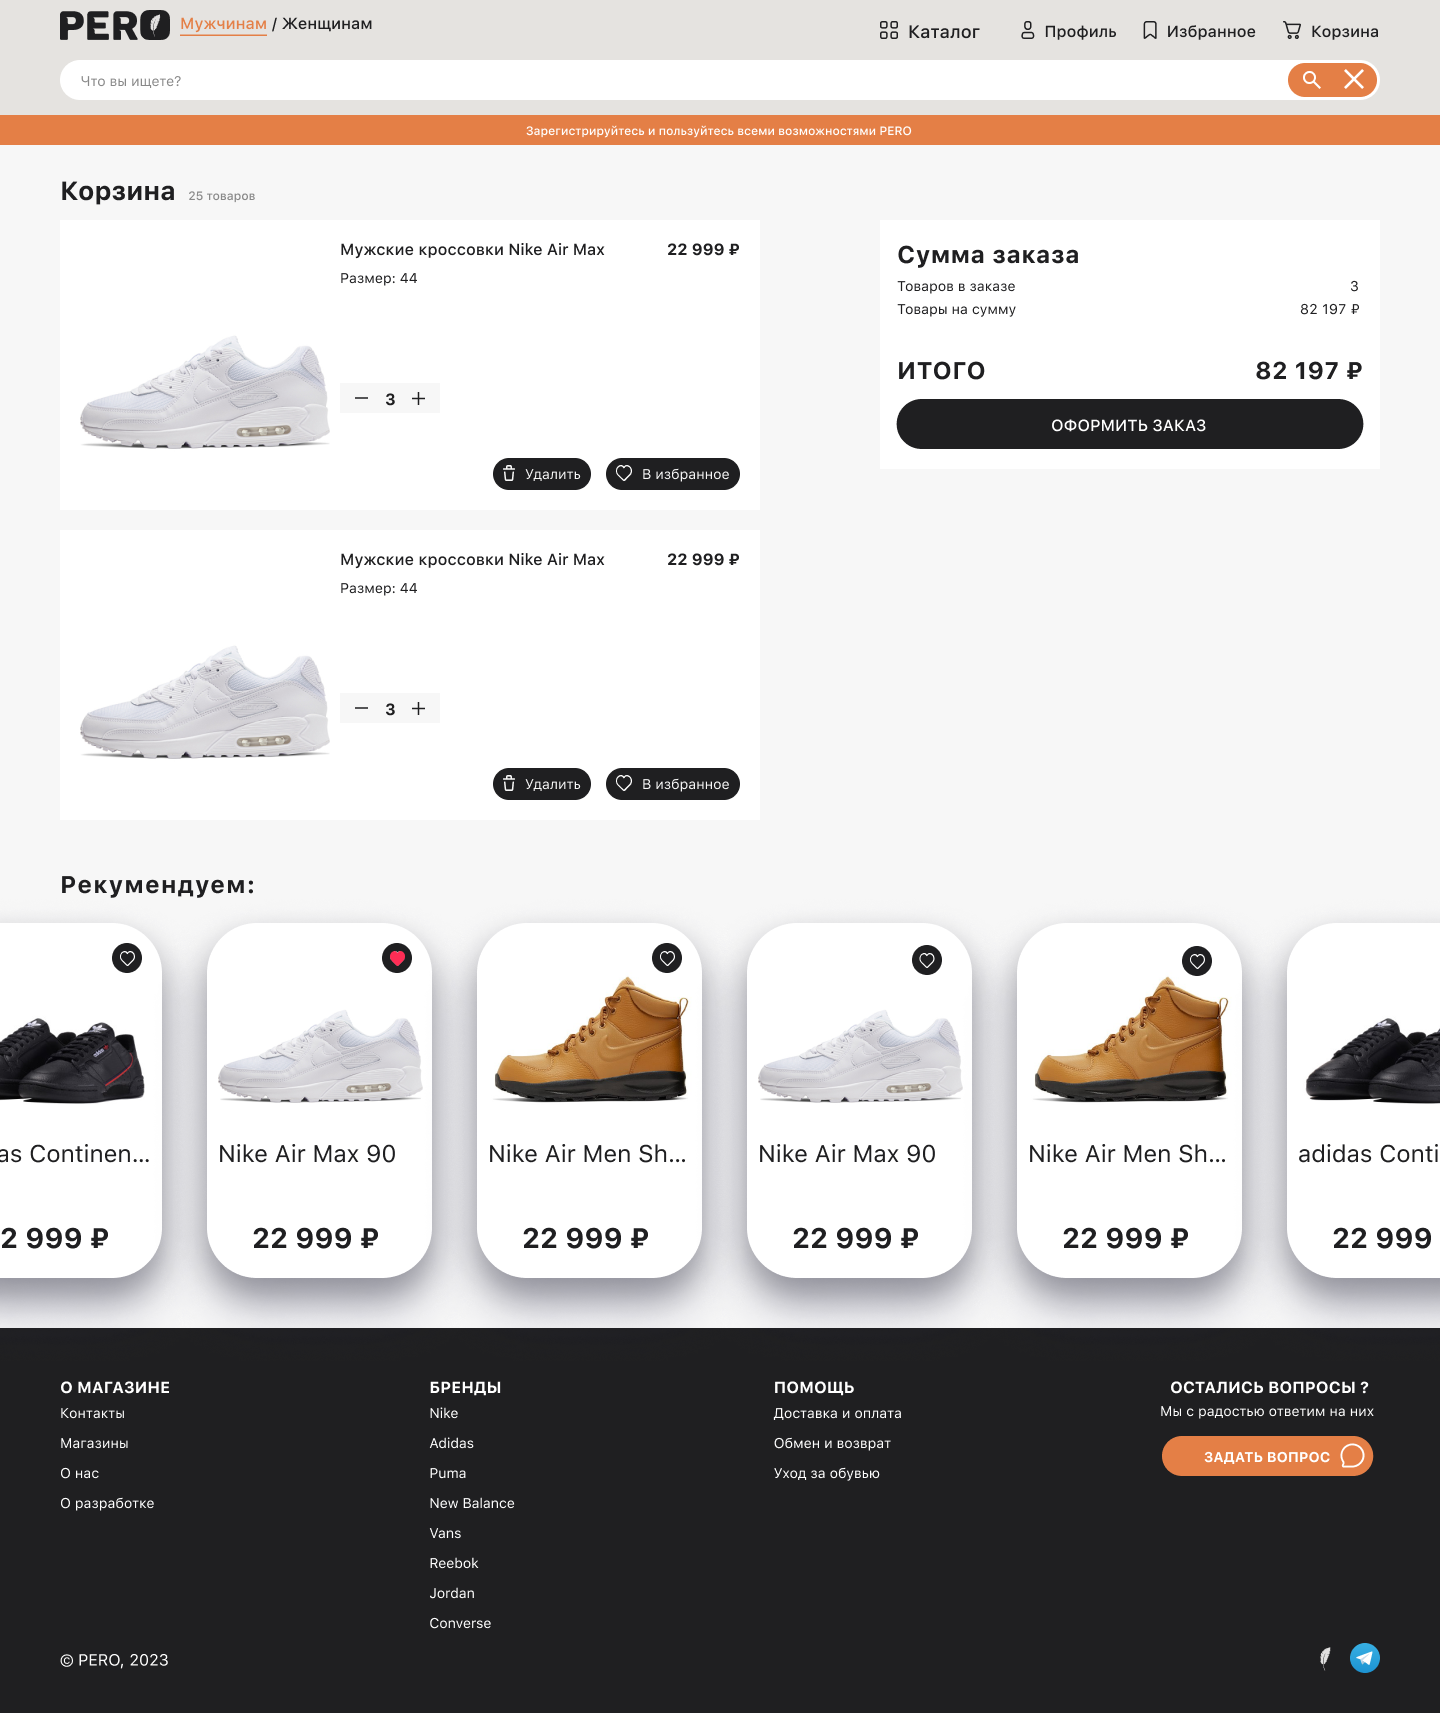 PERO Мужчинам / Женщинам
Каталог Профиль Избранное Корзина
Что вы ищете?
Зарегистрируйтесь и пользуйтесь всеми возможностями PERO
Корзина 25 товаров
Мужские кроссовки Nike Air Max 22 999 ₽
Размер: 44
3
Удалить В избранное
Сумма заказа
Товаров в заказе 3
Товары на сумму 82 197 ₽
ИТОГО 82 197 ₽
ОФОРМИТЬ ЗАКАЗ
Мужские кроссовки Nike Air Max 22 999 ₽
Размер: 44
3
Удалить В избранное
Рекумендуем:
as Continen... Nike Air Max 90 Nike Air Men Sh... Nike Air Max 90 Nike Air Men Sh... adidas Conti
2 999 ₽ 22 999 ₽ 22 999 ₽ 22 999 ₽ 22 999 ₽ 22 999
О МАГАЗИНЕ
Контакты
Магазины
О нас
О разработке
БРЕНДЫ
Nike
Adidas
Puma
New Balance
Vans
Reebok
Jordan
Converse
ПОМОЩЬ
Доставка и оплата
Обмен и возврат
Уход за обувью
ОСТАЛИСЬ ВОПРОСЫ ?
Мы с радостью ответим на них
ЗАДАТЬ ВОПРОС
© PERO, 2023